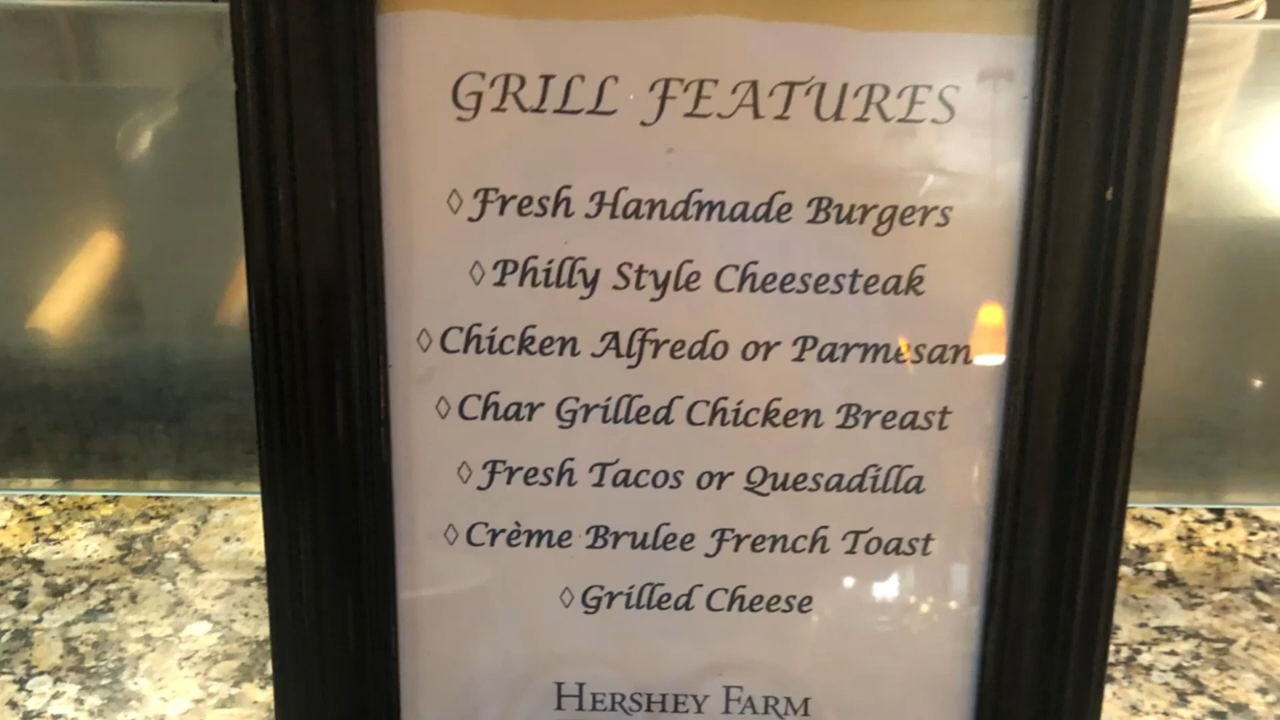 GRILL FEATURES
◊ Fresh Handmade Burgers
◊ Philly Style Cheesesteak
◊ Chicken Alfredo or Parmesan
◊ Char Grilled Chicken Breast
◊ Fresh Tacos or Quesadilla
◊ Crème Brulee French Toast
◊ Grilled Cheese
HERSHEY FARM